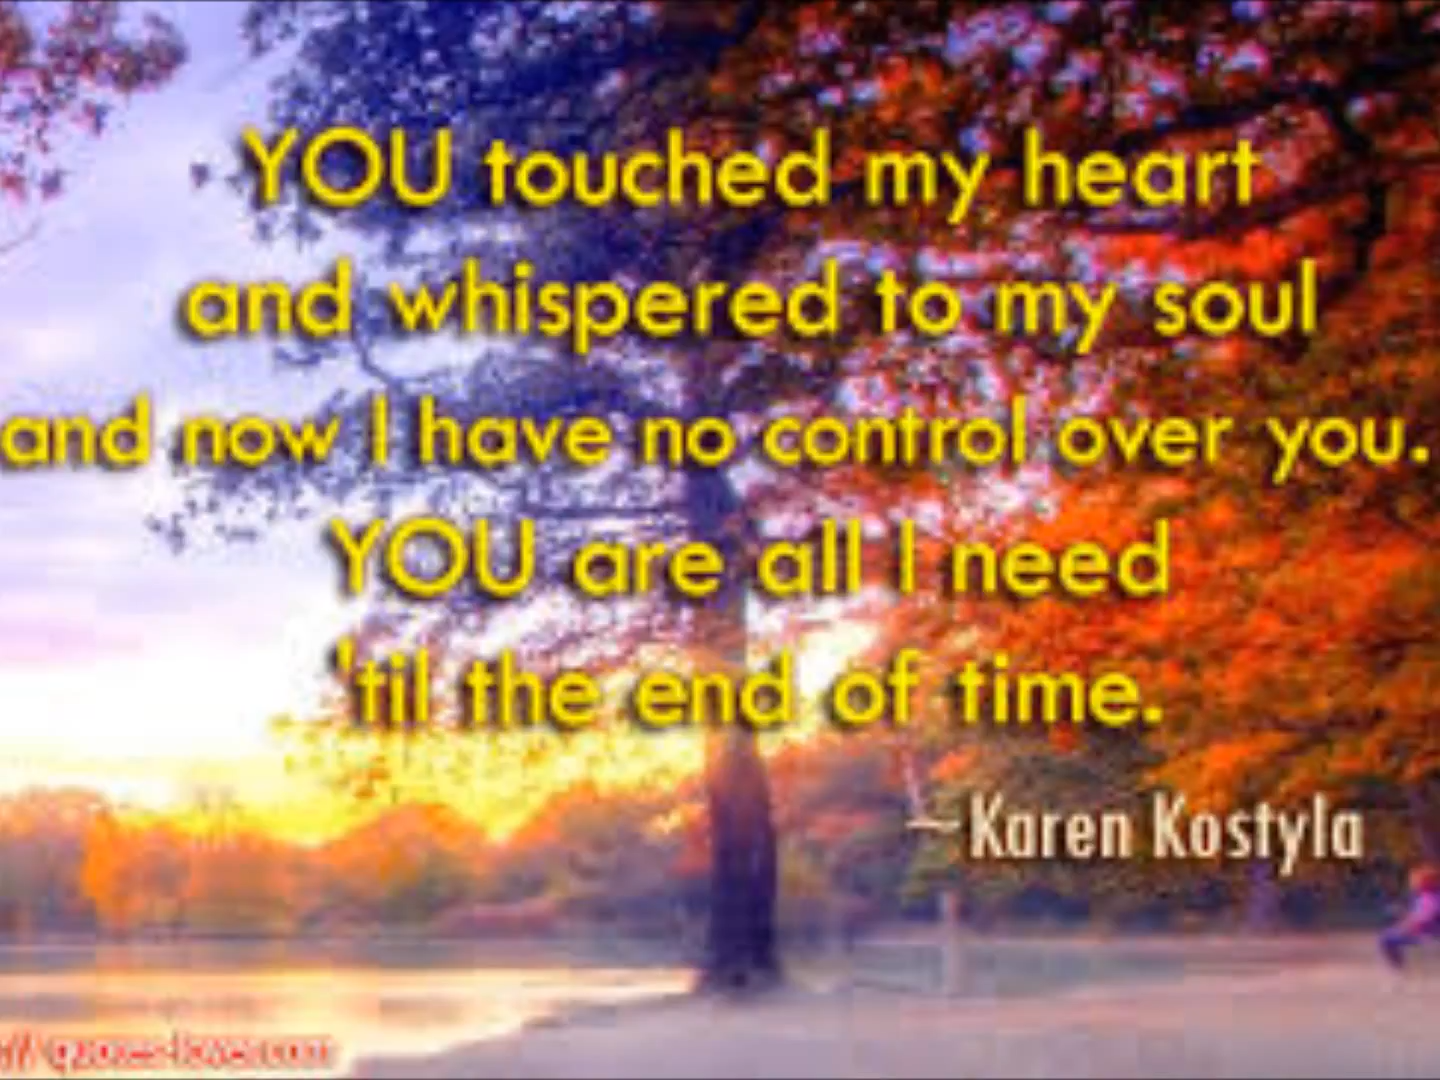 YOU touched my heart
and whispered to my soul
and now I have no control over you.
YOU are all I need
'til the end of time.
~Karen Kostyla